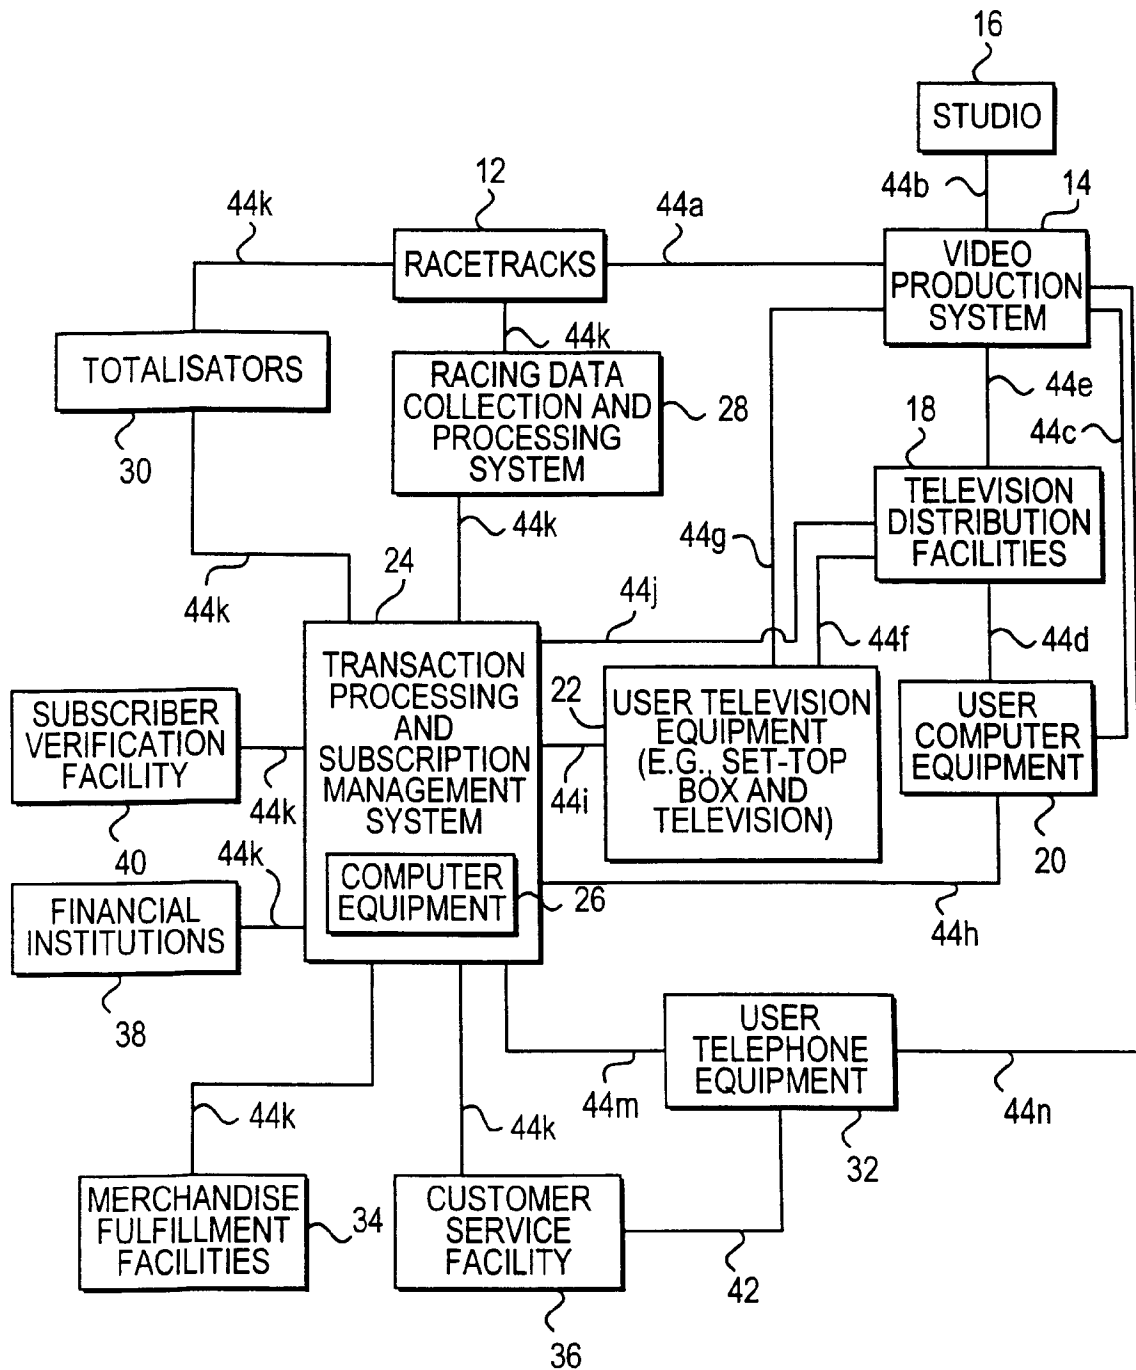 16
STUDIO
44b
12
44k
44a
14
RACETRACKS
VIDEO
PRODUCTION
SYSTEM
44k
TOTALISATORS
30
RACING DATA
COLLECTION AND
PROCESSING
SYSTEM
28
44e
44c
18
TELEVISION
DISTRIBUTION
FACILITIES
44k
44g
44k
24
44j
44f
44d
TRANSACTION
PROCESSING
AND
SUBSCRIPTION
MANAGEMENT
SYSTEM
22
USER TELEVISION
EQUIPMENT
(E.G., SET-TOP
BOX AND
TELEVISION)
USER
COMPUTER
EQUIPMENT
20
SUBSCRIBER
VERIFICATION
FACILITY
44k
40
44i
44k
COMPUTER
EQUIPMENT
26
44h
FINANCIAL
INSTITUTIONS
38
USER
TELEPHONE
EQUIPMENT
44m
44n
32
44k
44k
MERCHANDISE
FULFILLMENT
FACILITIES
34
CUSTOMER
SERVICE
FACILITY
42
36